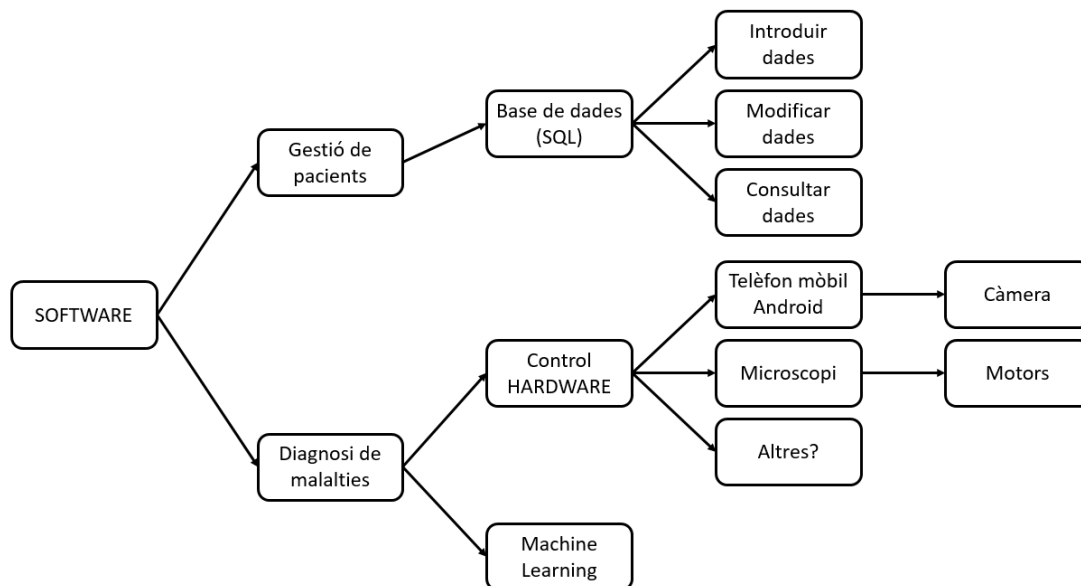 Introduir
dades
Base de dades
(SQL)
Modificar
dades
Gestió de
pacients
Consultar
dades
SOFTWARE
Telèfon mòbil
Android
Càmera
Control
HARDWARE
Microscopi
Motors
Diagnosi de
malalties
Altres?
Machine
Learning